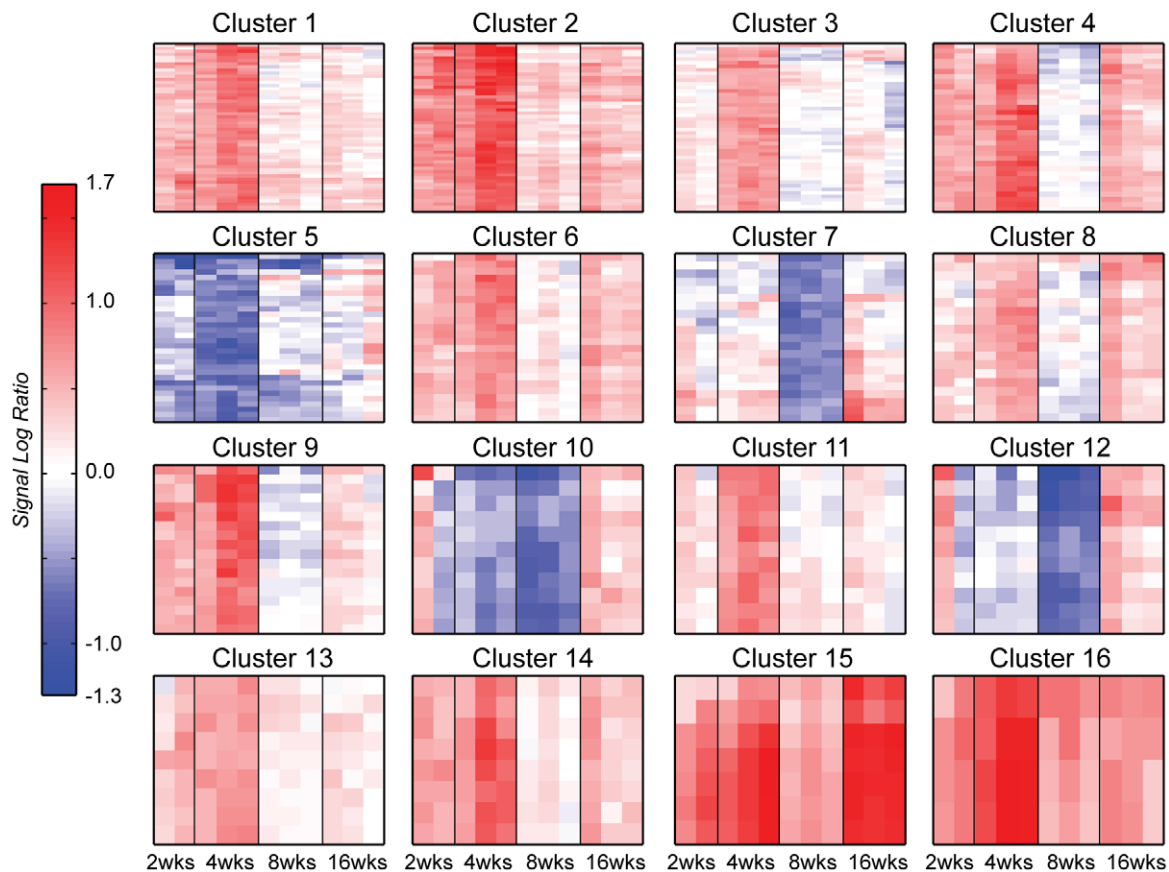 Cluster 1 Cluster 2 Cluster 3 Cluster 4
1.7
Cluster 5 Cluster 6 Cluster 7 Cluster 8
1.0
Cluster 9 Cluster 10 Cluster 11 Cluster 12
0.0
Signal Log Ratio
-1.0
Cluster 13 Cluster 14 Cluster 15 Cluster 16
-1.3
2wks 4wks 8wks 16wks 2wks 4wks 8wks 16wks 2wks 4wks 8wks 16wks 2wks 4wks 8wks 16wks